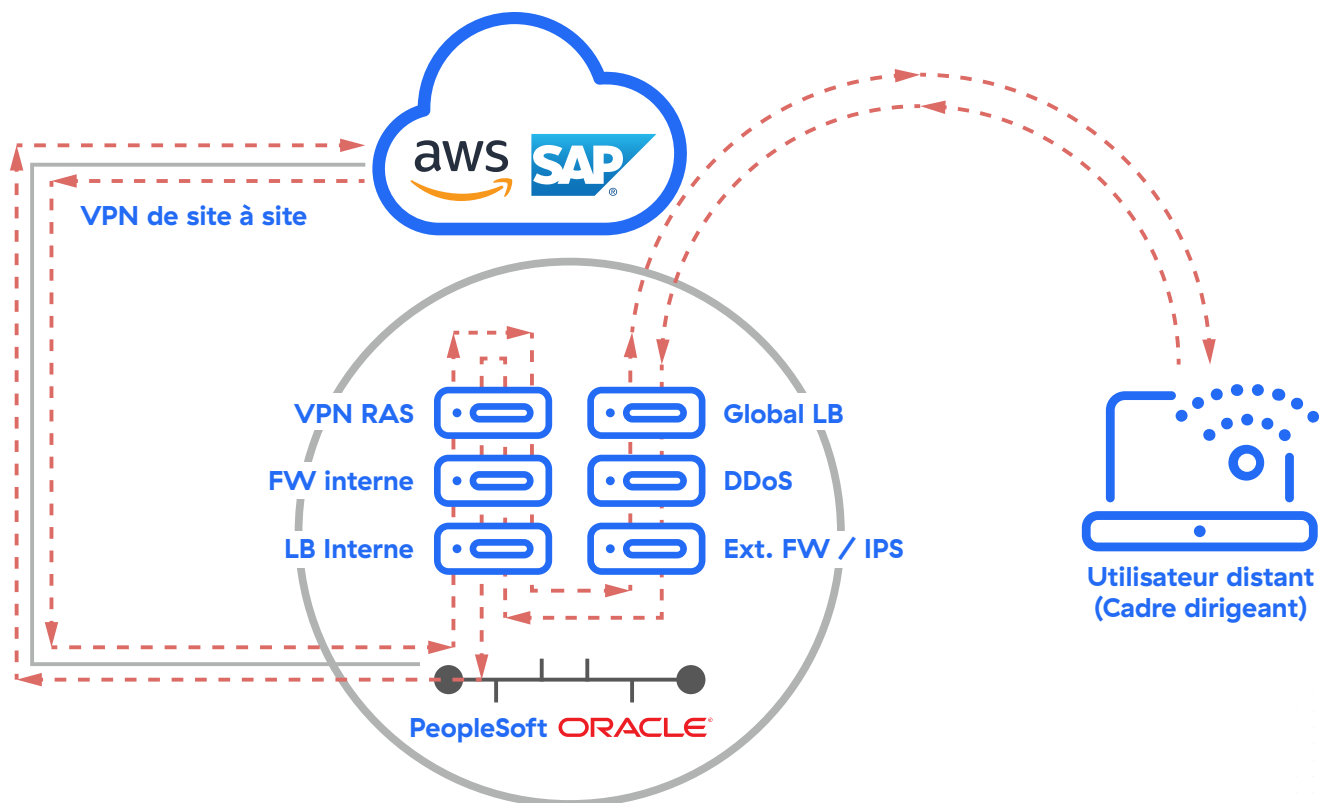 aws
SAP®
VPN de site à site
VPN RAS
FW interne
LB Interne
Global LB
DDoS
Ext. FW / IPS
PeopleSoft ORACLE®
Utilisateur distant
(Cadre dirigeant)